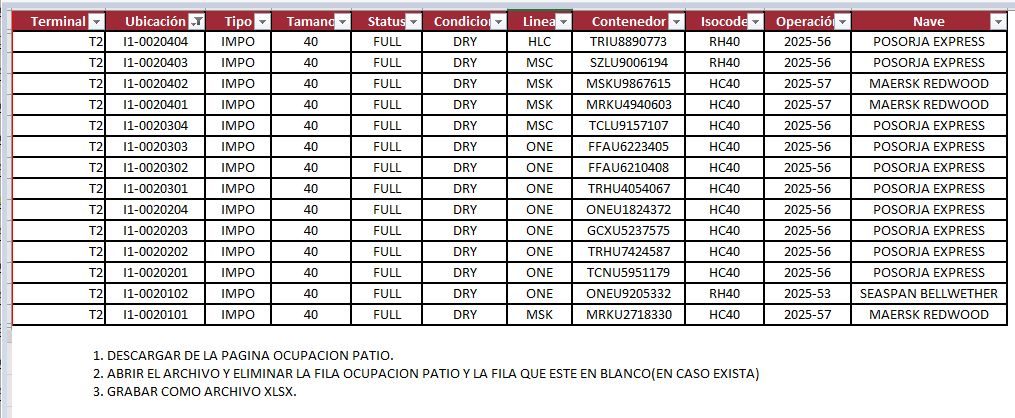 Terminal Ubicación Tipo Tamano Status Condicion Linea Contenedor Isocode Operación Nave
T2 I1-0020404 IMPO 40 FULL DRY HLC TRIU8890773 RH40 2025-56 POSORJA EXPRESS
T2 I1-0020403 IMPO 40 FULL DRY MSC SZLU9006194 RH40 2025-56 POSORJA EXPRESS
T2 I1-0020402 IMPO 40 FULL DRY MSK MSKU9867615 HC40 2025-57 MAERSK REDWOOD
T2 I1-0020401 IMPO 40 FULL DRY MSK MRKU4940603 HC40 2025-57 MAERSK REDWOOD
T2 I1-0020304 IMPO 40 FULL DRY MSC TCLU9157107 HC40 2025-56 POSORJA EXPRESS
T2 I1-0020303 IMPO 40 FULL DRY ONE FFAU6223405 HC40 2025-56 POSORJA EXPRESS
T2 I1-0020302 IMPO 40 FULL DRY ONE FFAU6210408 HC40 2025-56 POSORJA EXPRESS
T2 I1-0020301 IMPO 40 FULL DRY ONE TRHU4054067 HC40 2025-56 POSORJA EXPRESS
T2 I1-0020204 IMPO 40 FULL DRY ONE ONEU1824372 HC40 2025-56 POSORJA EXPRESS
T2 I1-0020203 IMPO 40 FULL DRY ONE GCXU5237575 HC40 2025-56 POSORJA EXPRESS
T2 I1-0020202 IMPO 40 FULL DRY ONE TRHU7424587 HC40 2025-56 POSORJA EXPRESS
T2 I1-0020201 IMPO 40 FULL DRY ONE TCNU5951179 HC40 2025-56 POSORJA EXPRESS
T2 I1-0020102 IMPO 40 FULL DRY ONE ONEU9205332 RH40 2025-53 SEASPAN BELLWETHER
T2 I1-0020101 IMPO 40 FULL DRY MSK MRKU2718330 HC40 2025-57 MAERSK REDWOOD
1. DESCARGAR DE LA PAGINA OCUPACION PATIO.
2. ABRIR EL ARCHIVO Y ELIMINAR LA FILA OCUPACION PATIO Y LA FILA QUE ESTE EN BLANCO(EN CASO EXISTA)
3. GRABAR COMO ARCHIVO XLSX.